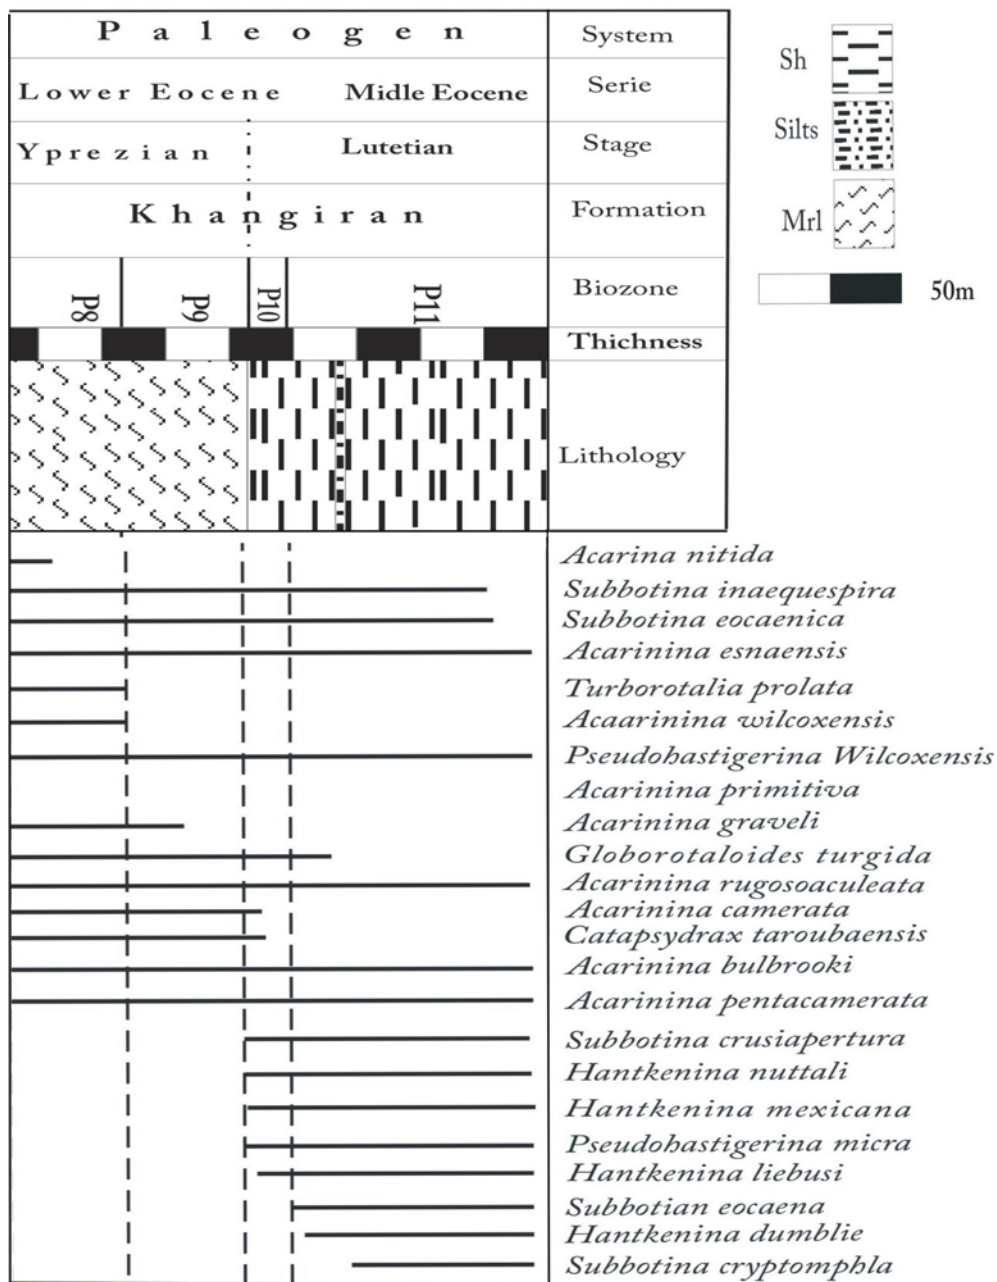 Paleogen
System
Lower Eocene
Midle Eocene
Serie
Yprezian
Lutetian
Stage
Khangiran
Formation
P8
P9
P10
P11
Biozone
Thichness
Lithology
Sh
Silts
Mrl
50m
Acarina nitida
Subbotina inaequespira
Subbotina eocaenica
Acarinina esnaensis
Turborotalia prolata
Acaarinina wilcoxensis
Pseudohastigerina Wilcoxensis
Acarinina primitiva
Acarinina graveli
Globorotaloides turgida
Acarinina rugosoaculeata
Acarinina camerata
Catapsydrax taroubaensis
Acarinina bulbrooki
Acarinina pentacamerata
Subbotina crusiapertura
Hantkenina nuttali
Hantkenina mexicana
Pseudohastigerina micra
Hantkenina liebusi
Subbotian eocaena
Hantkenina dumblie
Subbotina cryptomphla